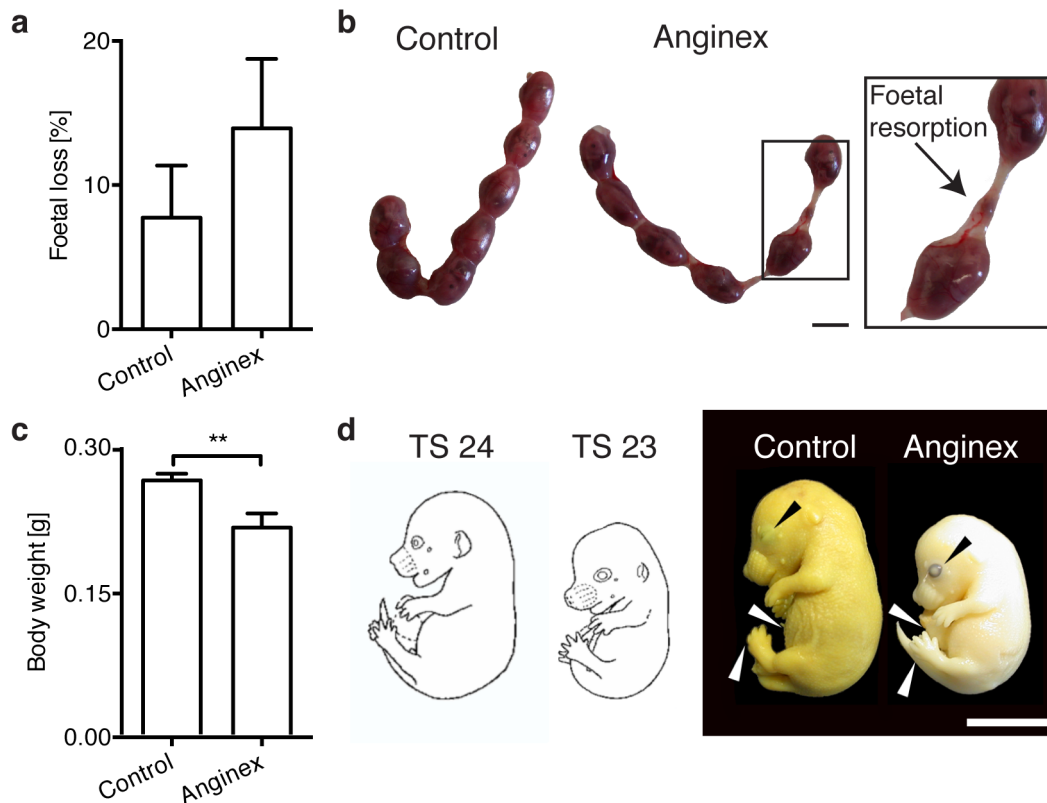 a
Foetal loss [%]
20
10
0
Control
Anginex
b
Control
Anginex
Foetal
resorption
c
Body weight [g]
0.30
0.15
0.00
**
Control
Anginex
d
TS 24
TS 23
Control
Anginex